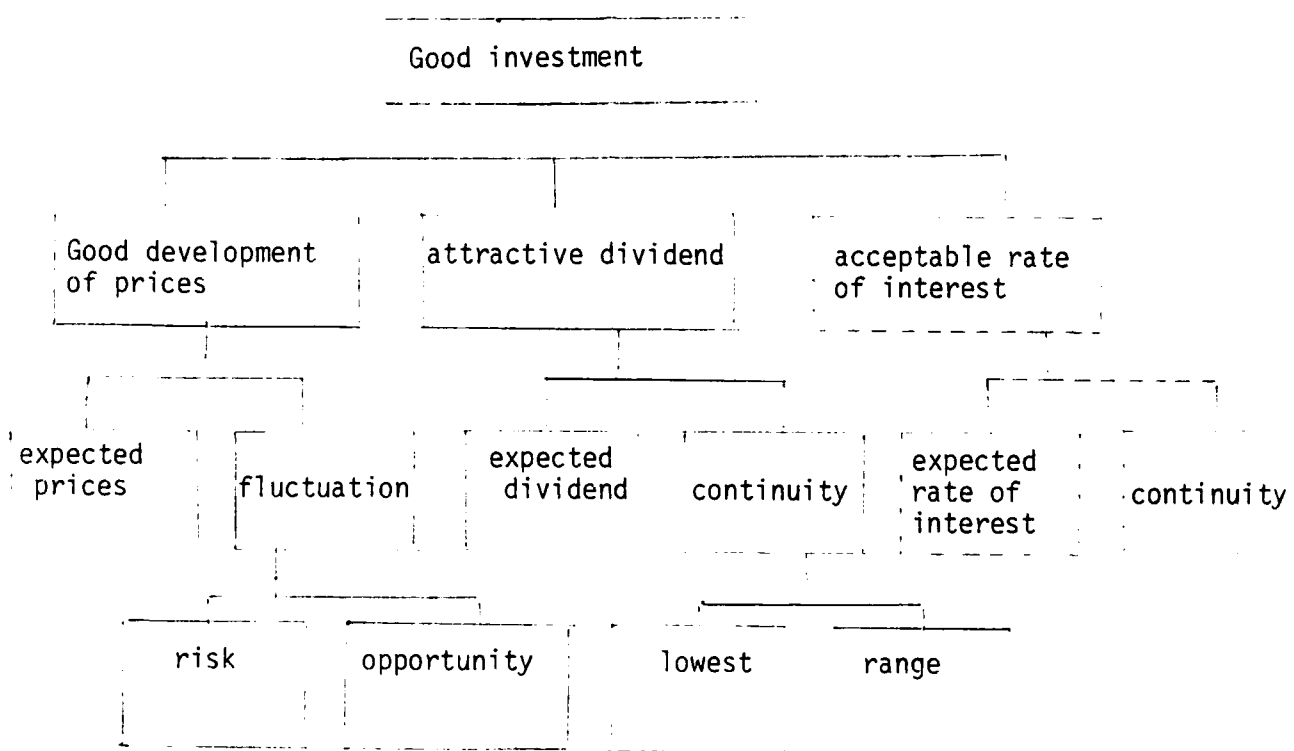 Good investment
Good development
of prices
attractive dividend
acceptable rate
of interest
expected
prices
fluctuation
expected
dividend
continuity
expected
rate of
interest
continuity
risk
opportunity
lowest
range